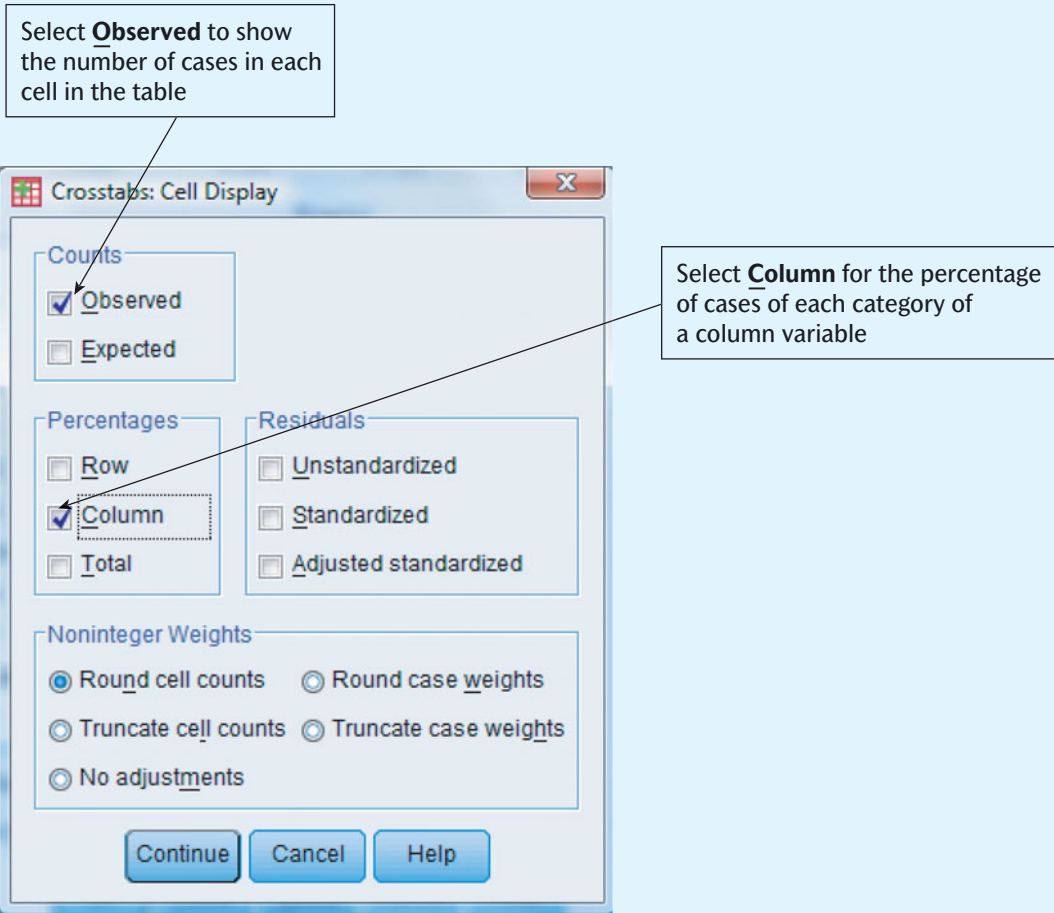 Select Observed to show
the number of cases in each
cell in the table
Crosstabs: Cell Display
Counts
Observed
Expected
Select Column for the percentage
of cases of each category of
a column variable
Percentages
Row
Column
Total
Residuals
Unstandardized
Standardized
Adjusted standardized
Noninteger Weights
Round cell counts
Round case weights
Truncate cell counts
Truncate case weights
No adjustments
Continue
Cancel
Help